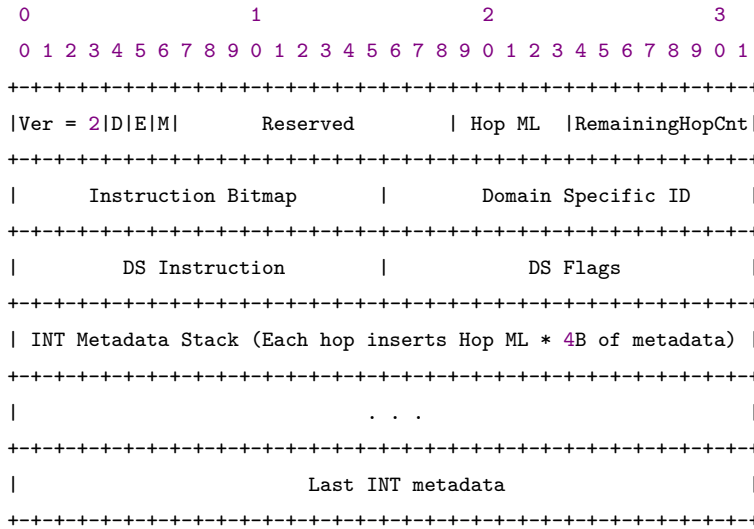 0                   1                   2                   3
0 1 2 3 4 5 6 7 8 9 0 1 2 3 4 5 6 7 8 9 0 1 2 3 4 5 6 7 8 9 0 1
+-+-+-+-+-+-+-+-+-+-+-+-+-+-+-+-+-+-+-+-+-+-+-+-+-+-+-+-+-+-+-+-+
|Ver = 2|D|E|M|       Reserved        | Hop ML  |RemainingHopCnt|
+-+-+-+-+-+-+-+-+-+-+-+-+-+-+-+-+-+-+-+-+-+-+-+-+-+-+-+-+-+-+-+-+
|      Instruction Bitmap       |        Domain Specific ID     |
+-+-+-+-+-+-+-+-+-+-+-+-+-+-+-+-+-+-+-+-+-+-+-+-+-+-+-+-+-+-+-+-+
|         DS Instruction        |            DS Flags           |
+-+-+-+-+-+-+-+-+-+-+-+-+-+-+-+-+-+-+-+-+-+-+-+-+-+-+-+-+-+-+-+-+
| INT Metadata Stack (Each hop inserts Hop ML * 4B of metadata) |
+-+-+-+-+-+-+-+-+-+-+-+-+-+-+-+-+-+-+-+-+-+-+-+-+-+-+-+-+-+-+-+-+
|                              . . .                            |
+-+-+-+-+-+-+-+-+-+-+-+-+-+-+-+-+-+-+-+-+-+-+-+-+-+-+-+-+-+-+-+-+
|                         Last INT metadata                     |
+-+-+-+-+-+-+-+-+-+-+-+-+-+-+-+-+-+-+-+-+-+-+-+-+-+-+-+-+-+-+-+-+